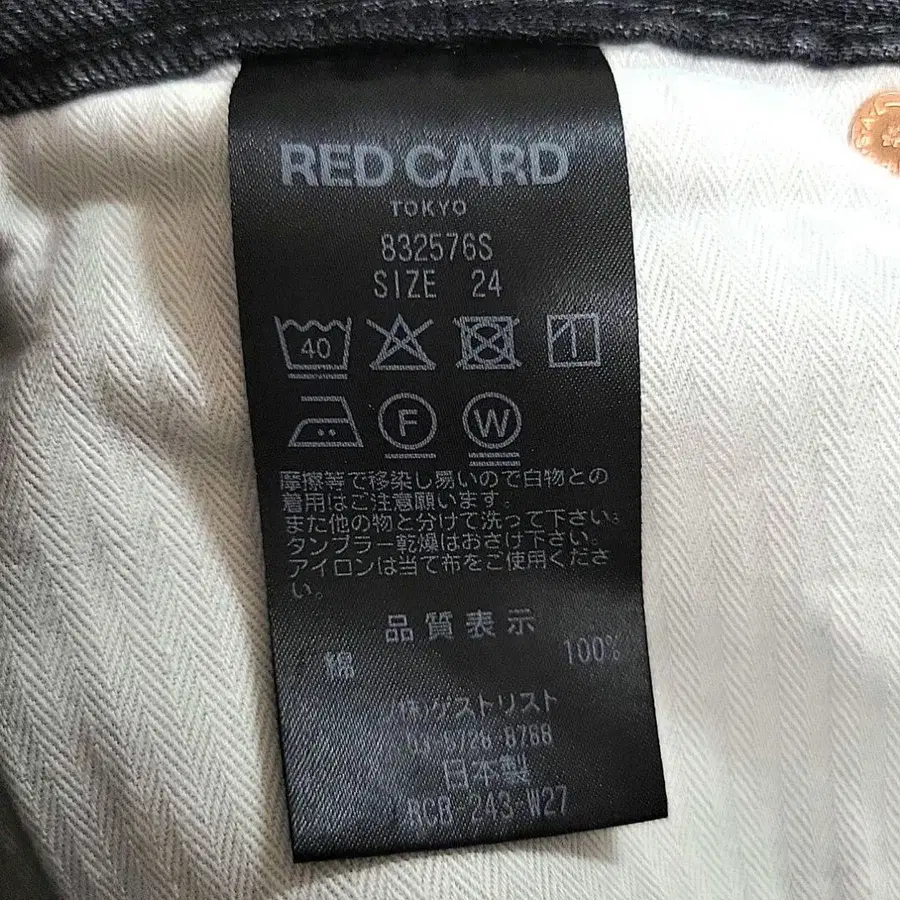 RED CARD
TOKYO
832576S
SIZE 24
40
F W
摩擦等で移染し易いので白物との
着用はご注意願います。
また他の物と分けて洗って下さい。
タンブラー乾燥はおさけ下さい。
アイロンは当て布をご使用くださ
い。
品質表示
綿 100%
(株)ゲストリスト
03-5728-8788
日本製
RCB-243-W27